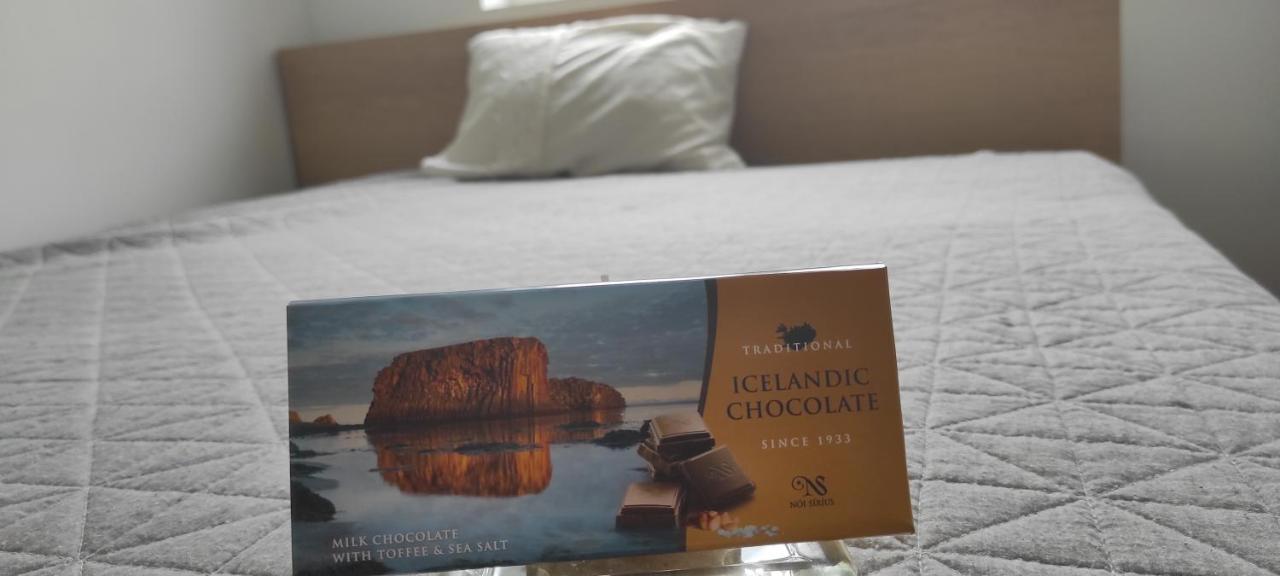 TRADITIONAL
ICELANDIC
CHOCOLATE
SINCE 1933
NS
NÓI SÍRÍUS
MILK CHOCOLATE
WITH TOFFEE & SEA SALT